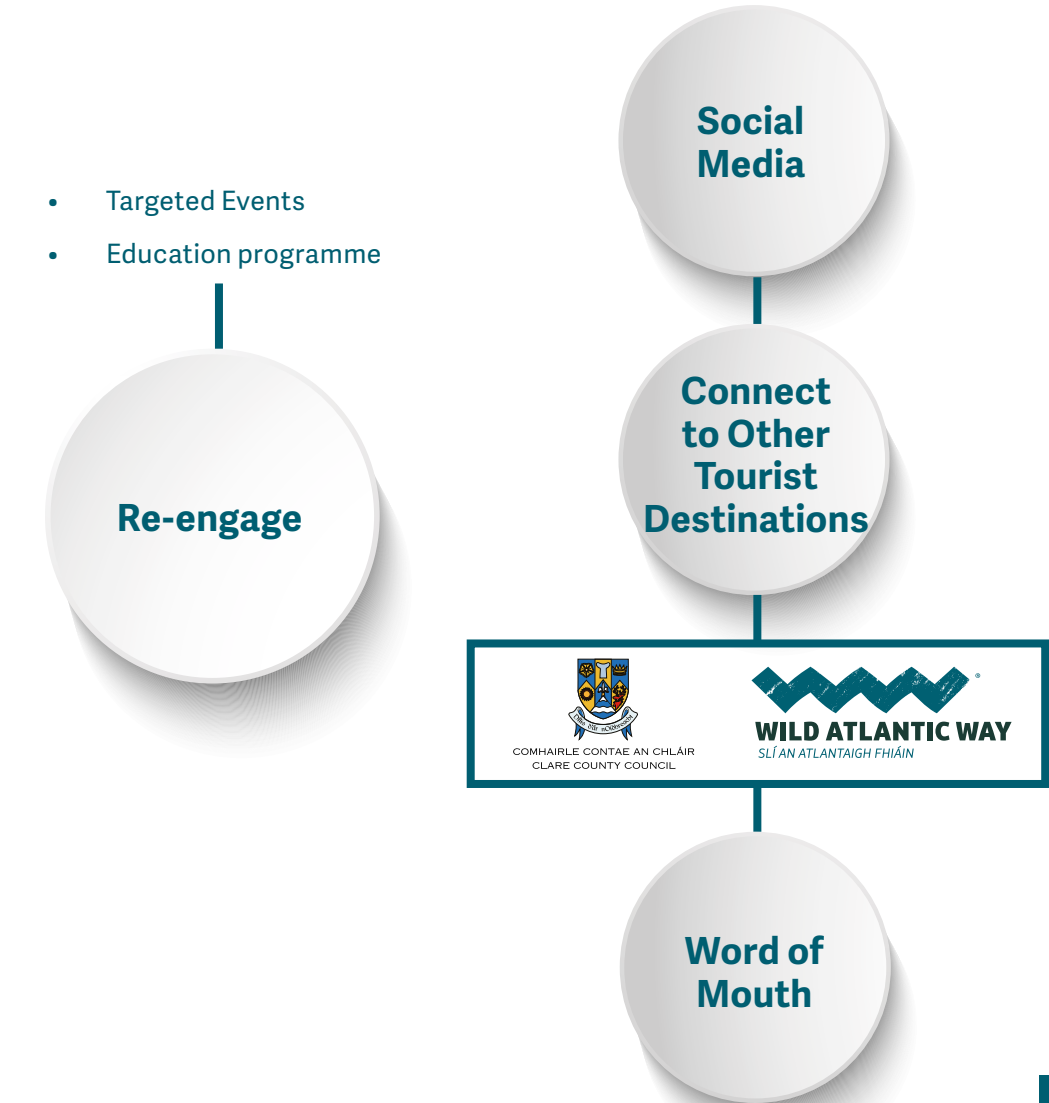 • Targeted Events
• Education programme
Re-engage
Social
Media
Connect
to Other
Tourist
Destinations
COMHAIRLE CONTAE AN CHLÁIR
CLARE COUNTY COUNCIL
WILD ATLANTIC WAY
®
SLÍ AN ATLANTAIGH FHIÁIN
Word of
Mouth